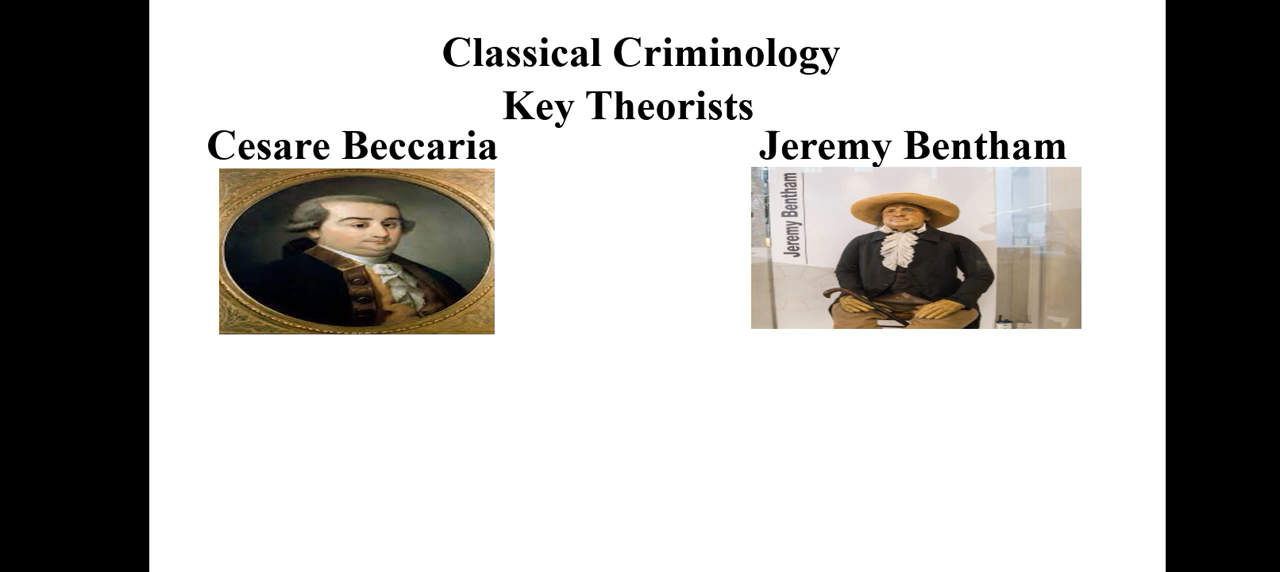 Classical Criminology
Key Theorists
Cesare Beccaria
Jeremy Bentham
Jeremy Bentham